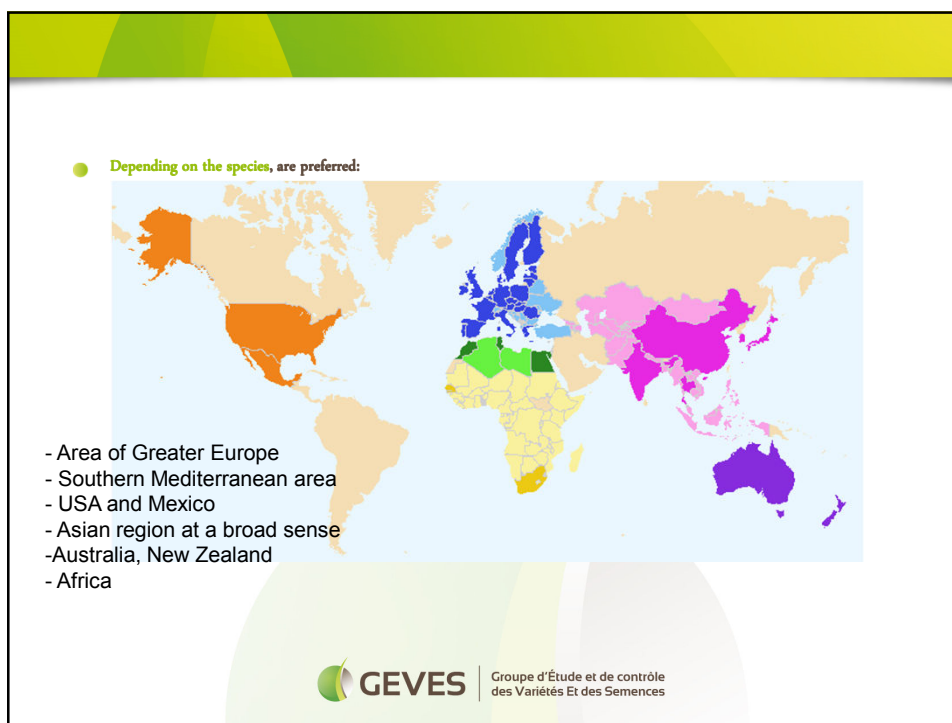 Depending on the species, are preferred:
- Area of Greater Europe
- Southern Mediterranean area
- USA and Mexico
- Asian region at a broad sense
-Australia, New Zealand
- Africa
GEVES
Groupe d'Étude et de contrôle
des Variétés Et des Semences